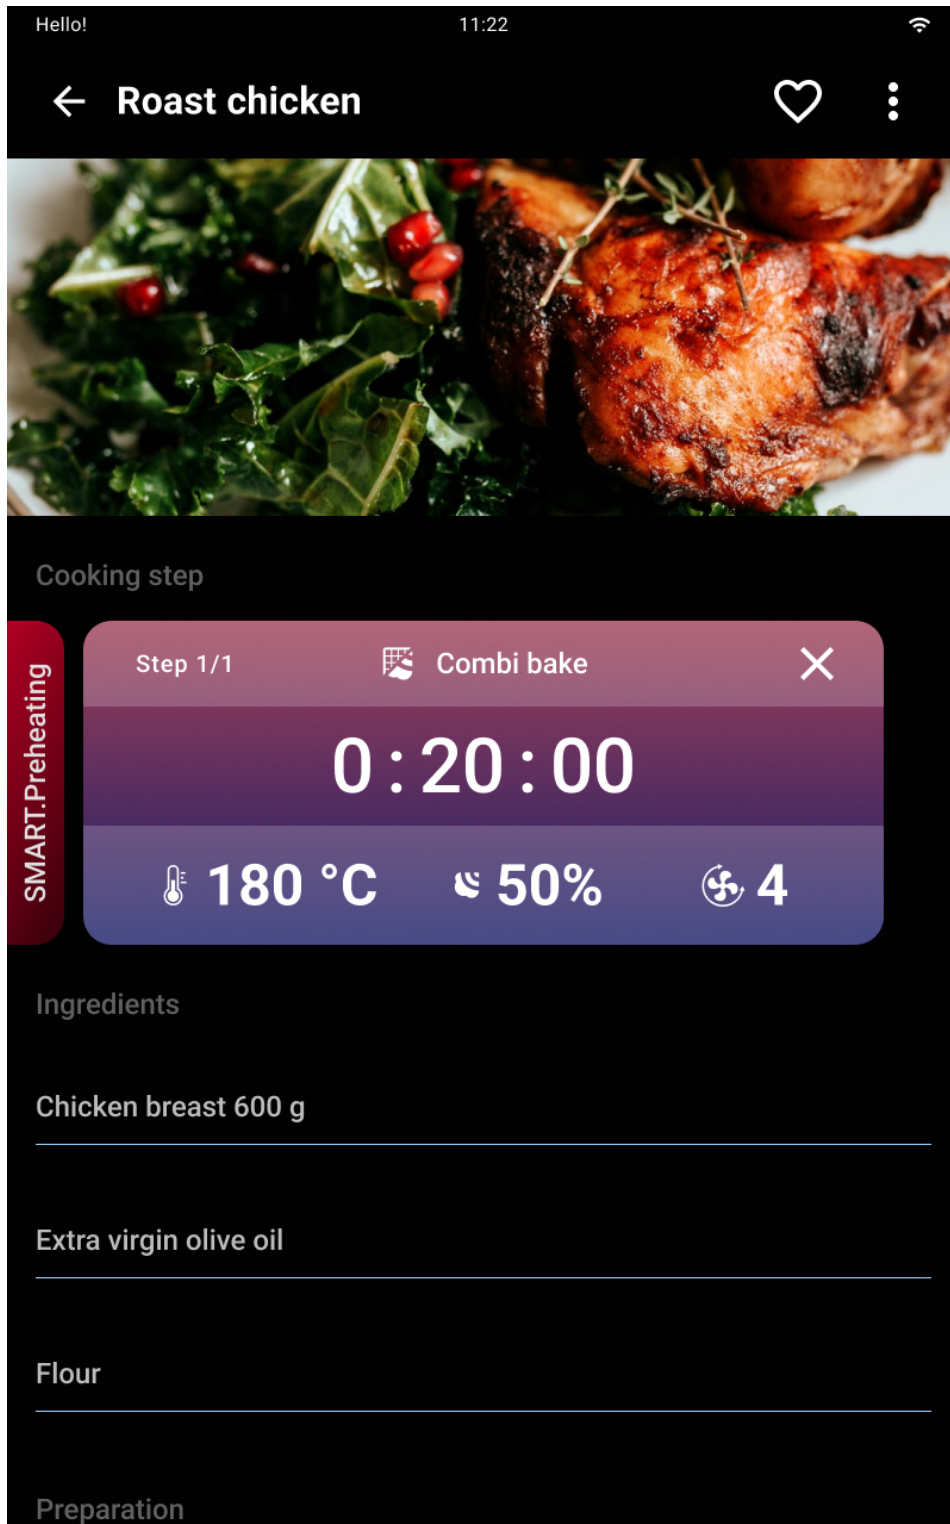 Hello!
11:22
Roast chicken
Cooking step
SMART.Preheating
Step 1/1
Combi bake
0:20:00
180 °C
50%
4
Ingredients
Chicken breast 600 g
Extra virgin olive oil
Flour
Preparation